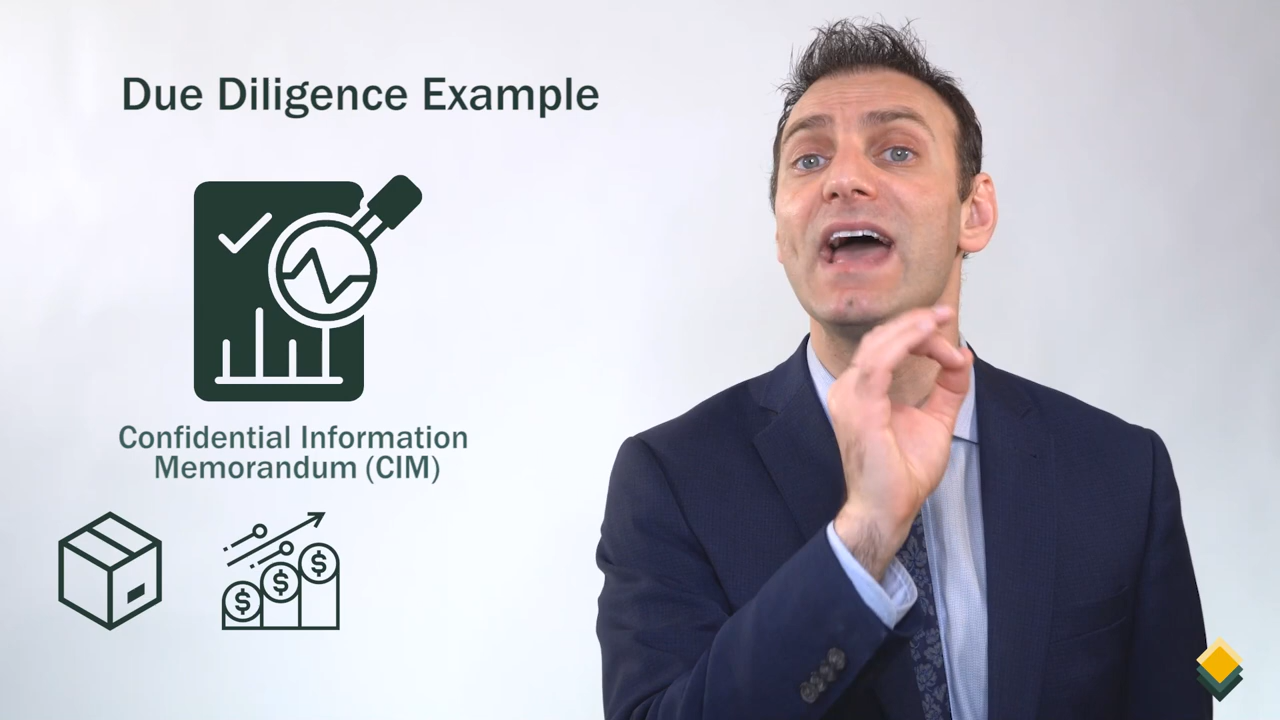 Due Diligence Example
Confidential Information
Memorandum (CIM)
$ $ $